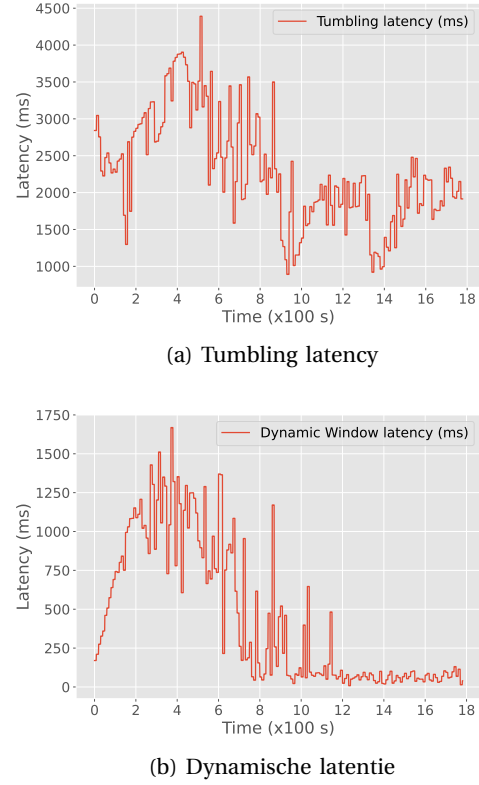 4500
4000
3500
3000
2500
2000
1500
1000
Latency (ms)
Tumbling latency (ms)
0 2 4 6 8 10 12 14 16 18
Time (x100 s)
(a) Tumbling latency
1750
1500
1250
1000
750
500
250
0
Latency (ms)
Dynamic Window latency (ms)
0 2 4 6 8 10 12 14 16 18
Time (x100 s)
(b) Dynamische latentie